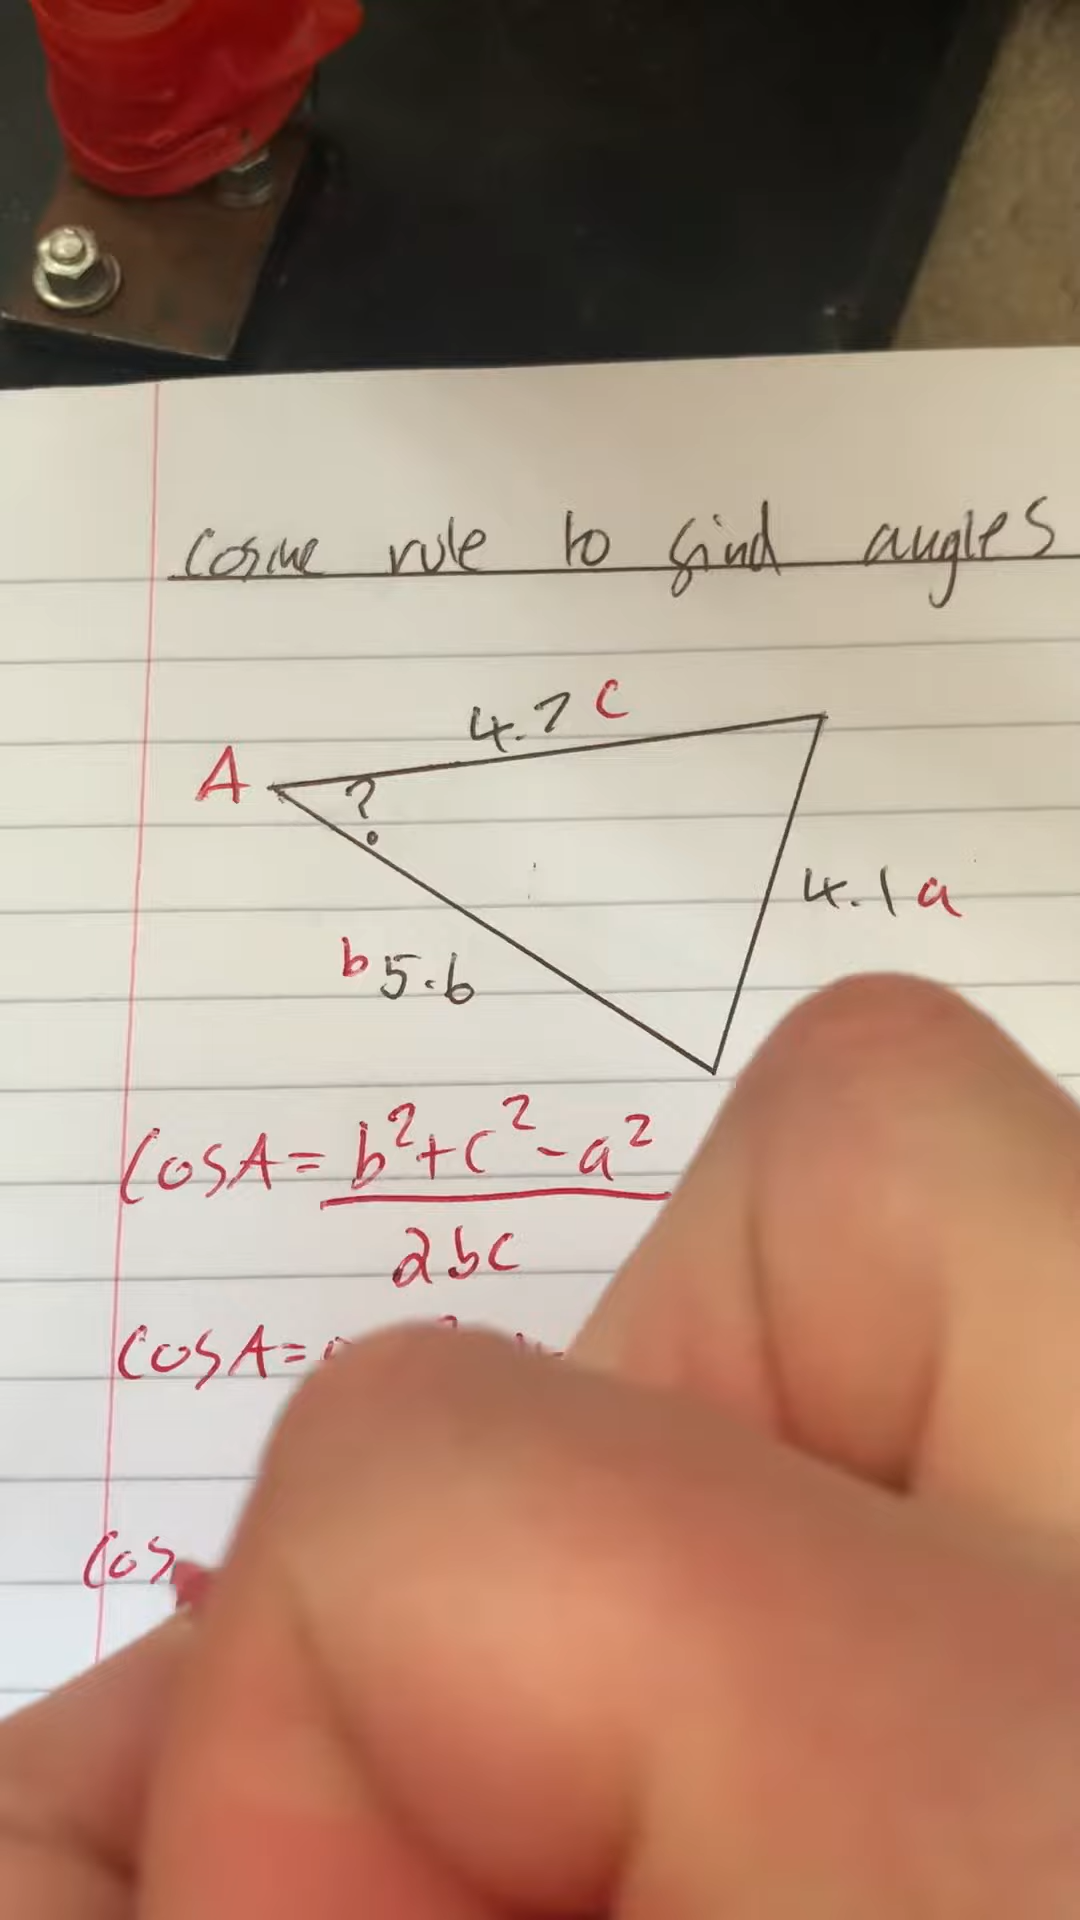 Cosine rule to find angles
4.7 c
A
?
4.1 a
b 5.6
CosA = b²+c²-a²
2bc
CosA =
Cos